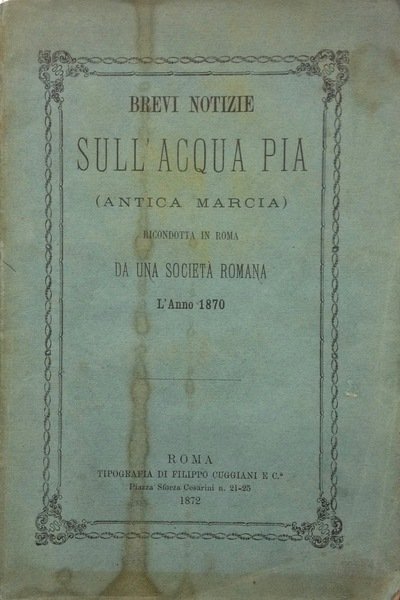 BREVI NOTIZIE
SULL'ACQUA PIA
(ANTICA MARCIA)
RICONDOTTA IN ROMA
DA UNA SOCIETÀ ROMANA
L'Anno 1870
ROMA
TIPOGRAFIA DI FILIPPO CUGGIANI E C.ª
Piazza Sforza Cesarini n. 21-25
1872